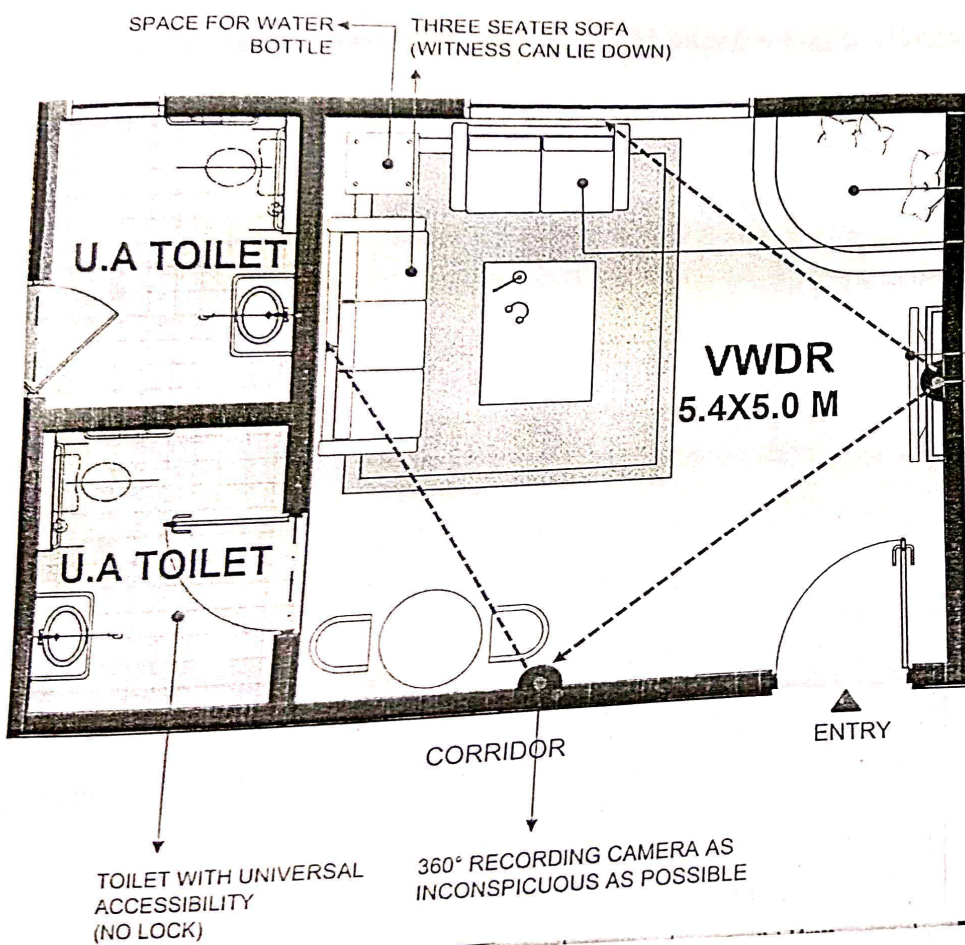 SPACE FOR WATER
BOTTLE
THREE SEATER SOFA
(WITNESS CAN LIE DOWN)
U.A TOILET
VWDR
5.4X5.0 M
U.A TOILET
CORRIDOR
ENTRY
TOILET WITH UNIVERSAL
ACCESSIBILITY
(NO LOCK)
360° RECORDING CAMERA AS
INCONSPICUOUS AS POSSIBLE